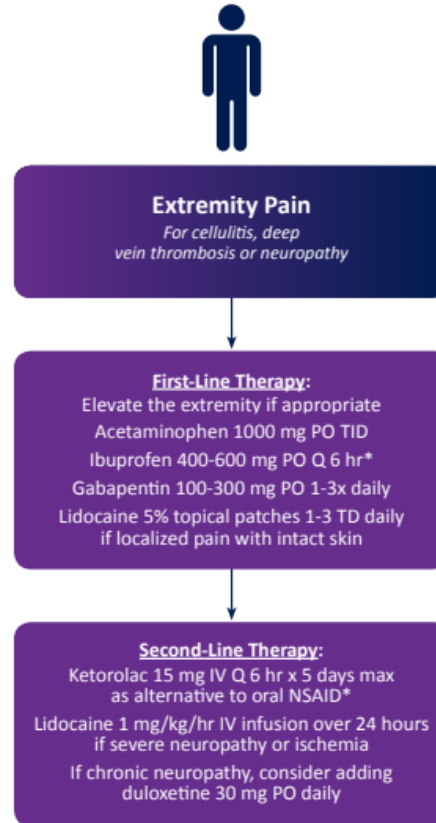 Extremity Pain
For cellulitis, deep
vein thrombosis or neuropathy
First-Line Therapy:
Elevate the extremity if appropriate
Acetaminophen 1000 mg PO TID
Ibuprofen 400-600 mg PO Q 6 hr*
Gabapentin 100-300 mg PO 1-3x daily
Lidocaine 5% topical patches 1-3 TD daily
if localized pain with intact skin
Second-Line Therapy:
Ketorolac 15 mg IV Q 6 hr x 5 days max
as alternative to oral NSAID*
Lidocaine 1 mg/kg/hr IV infusion over 24 hours
if severe neuropathy or ischemia
If chronic neuropathy, consider adding
duloxetine 30 mg PO daily